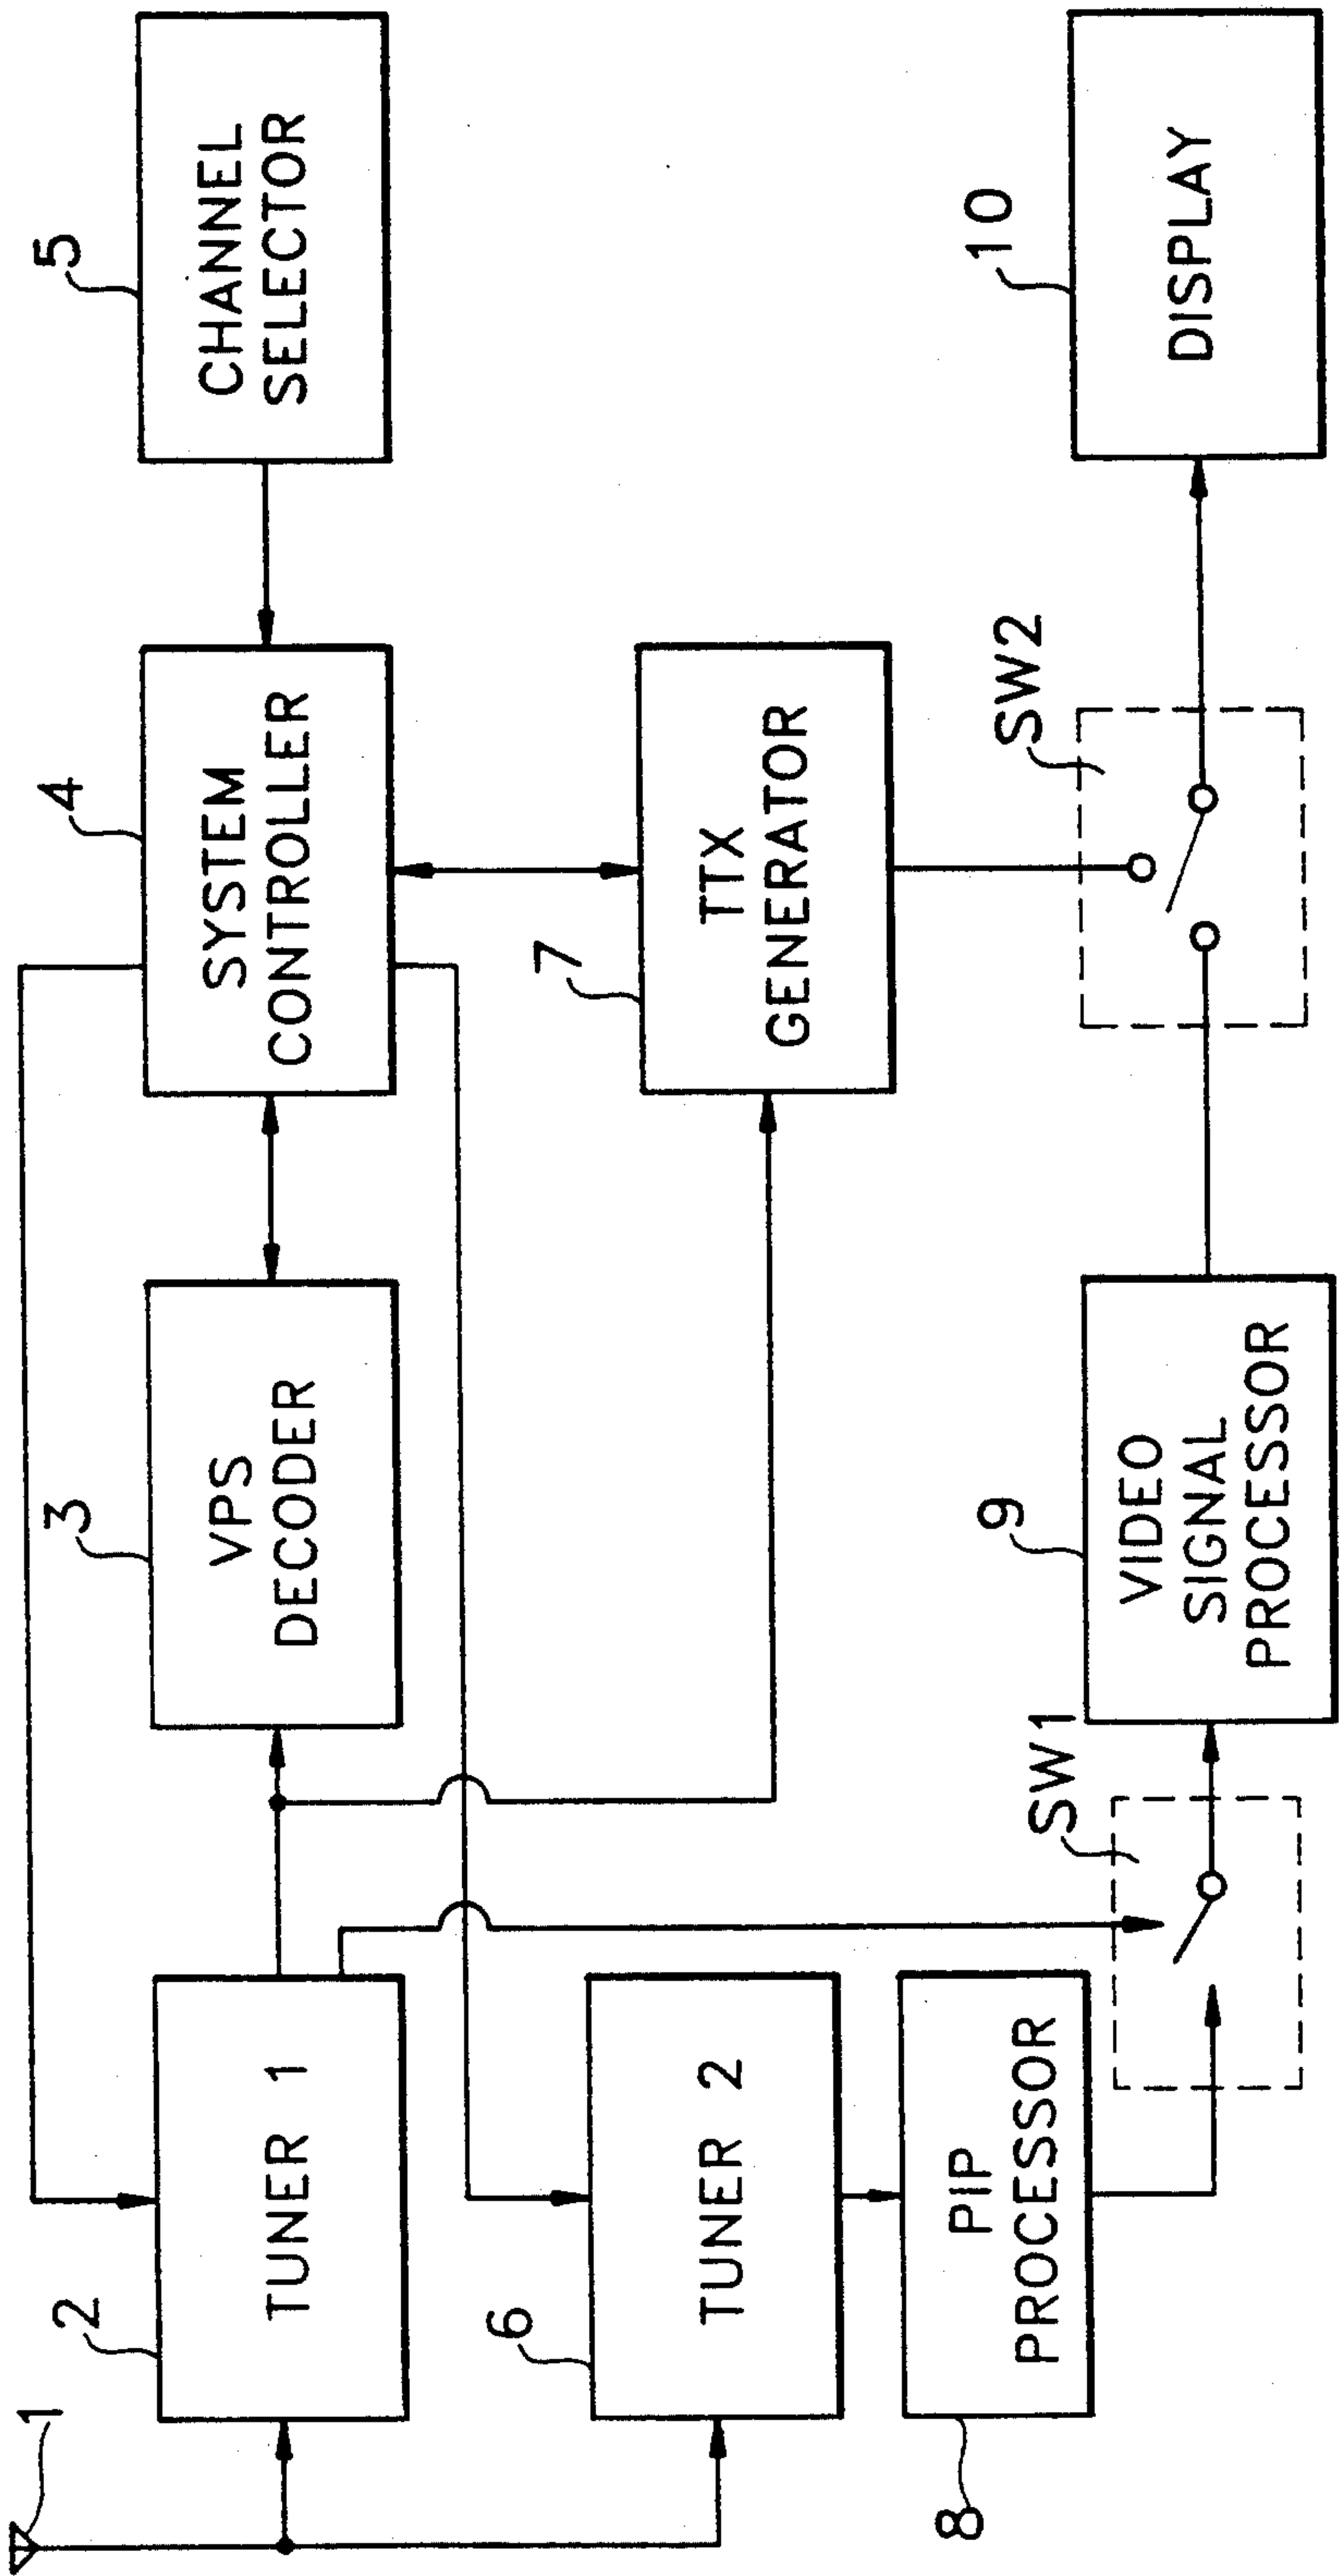 1
2
TUNER 1
3
VPS
DECODER
4
SYSTEM
CONTROLLER
5
CHANNEL
SELECTOR
6
TUNER 2
7
TTX
GENERATOR
8
PIP
PROCESSOR
SW1
9
VIDEO
SIGNAL
PROCESSOR
SW2
10
DISPLAY